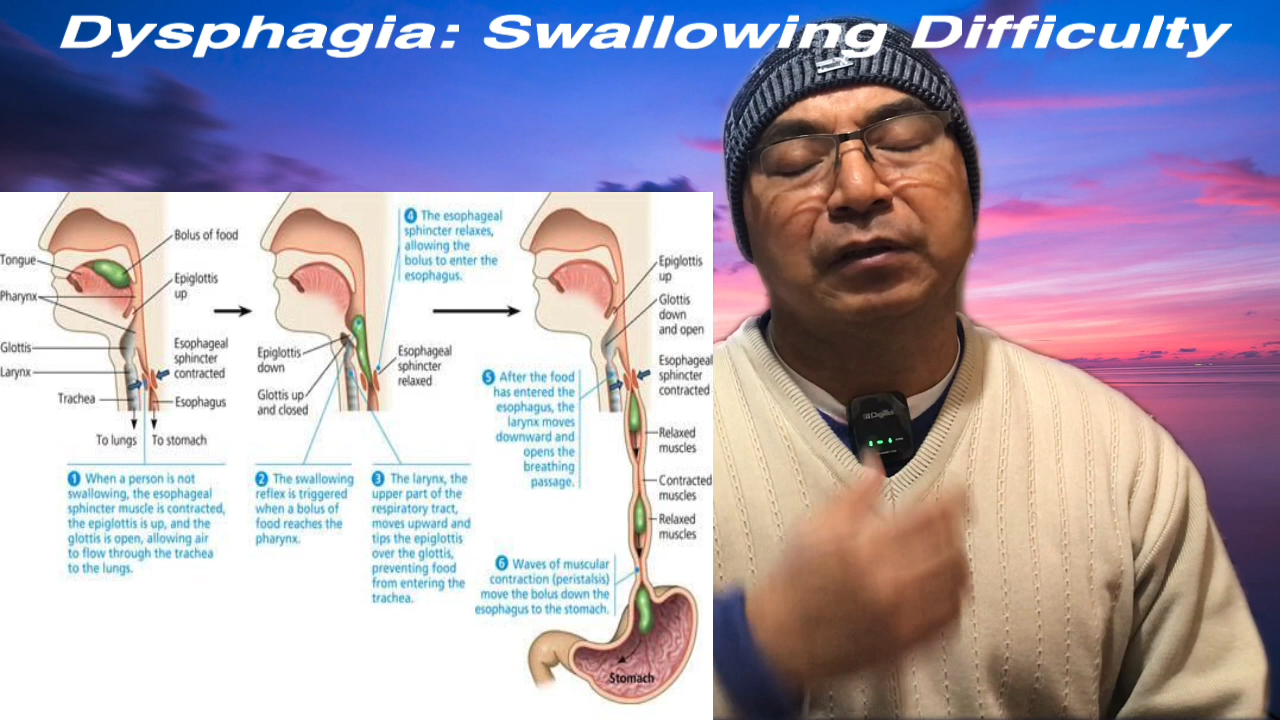 Dysphagia: Swallowing Difficulty
Bolus of food
Tongue
Epiglottis
up
Pharynx
Glottis
Esophageal
sphincter
contracted
Larynx
Trachea
Esophagus
To lungs
To stomach
1 When a person is not
swallowing, the esophageal
sphincter muscle is contracted,
the epiglottis is up, and the
glottis is open, allowing air
to flow through the trachea
to the lungs.
4 The esophageal
sphincter relaxes,
allowing the
bolus to enter the
esophagus.
Epiglottis
down
Glottis up
and closed
Esophageal
sphincter
relaxed
2 The swallowing
reflex is triggered
when a bolus of
food reaches the
pharynx.
3 The larynx, the
upper part of the
respiratory tract,
moves upward and
tips the epiglottis
over the glottis,
preventing food
from entering the
trachea.
Epiglottis
up
Glottis
down
and open
Esophageal
sphincter
contracted
5 After the food
has entered the
esophagus, the
larynx moves
downward and
opens the
breathing
passage.
Relaxed
muscles
Contracted
muscles
Relaxed
muscles
6 Waves of muscular
contraction (peristalsis)
move the bolus down the
esophagus to the stomach.
Stomach